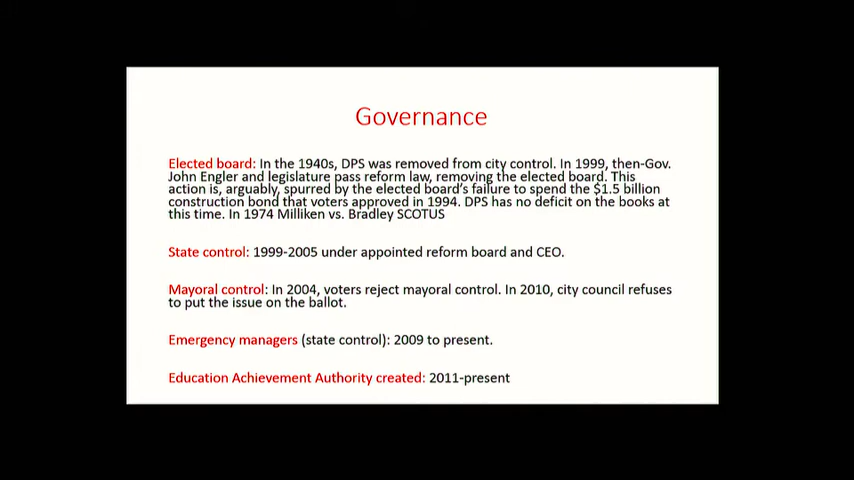 Governance
Elected board: In the 1940s, DPS was removed from city control. In 1999, then-Gov.
John Engler and legislature pass reform law, removing the elected board. This
action is, arguably, spurred by the elected board's failure to spend the $1.5 billion
construction bond that voters approved in 1994. DPS has no deficit on the books at
this time. In 1974 Milliken vs. Bradley SCOTUS
State control: 1999-2005 under appointed reform board and CEO.
Mayoral control: In 2004, voters reject mayoral control. In 2010, city council refuses
to put the issue on the ballot.
Emergency managers (state control): 2009 to present.
Education Achievement Authority created: 2011-present